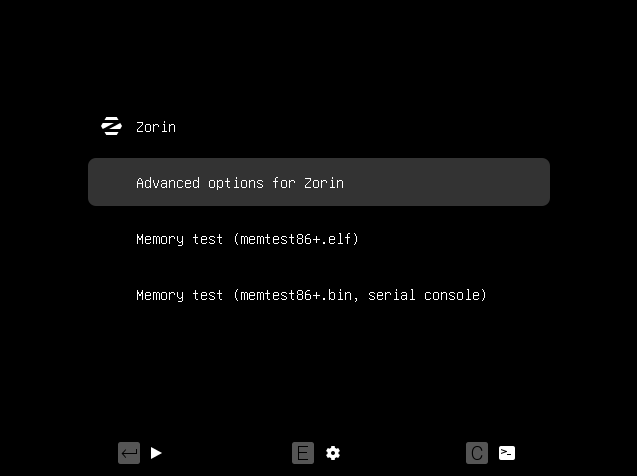 Zorin
Advanced options for Zorin
Memory test (memtest86+.elf)
Memory test (memtest86+.bin, serial console)
E
C